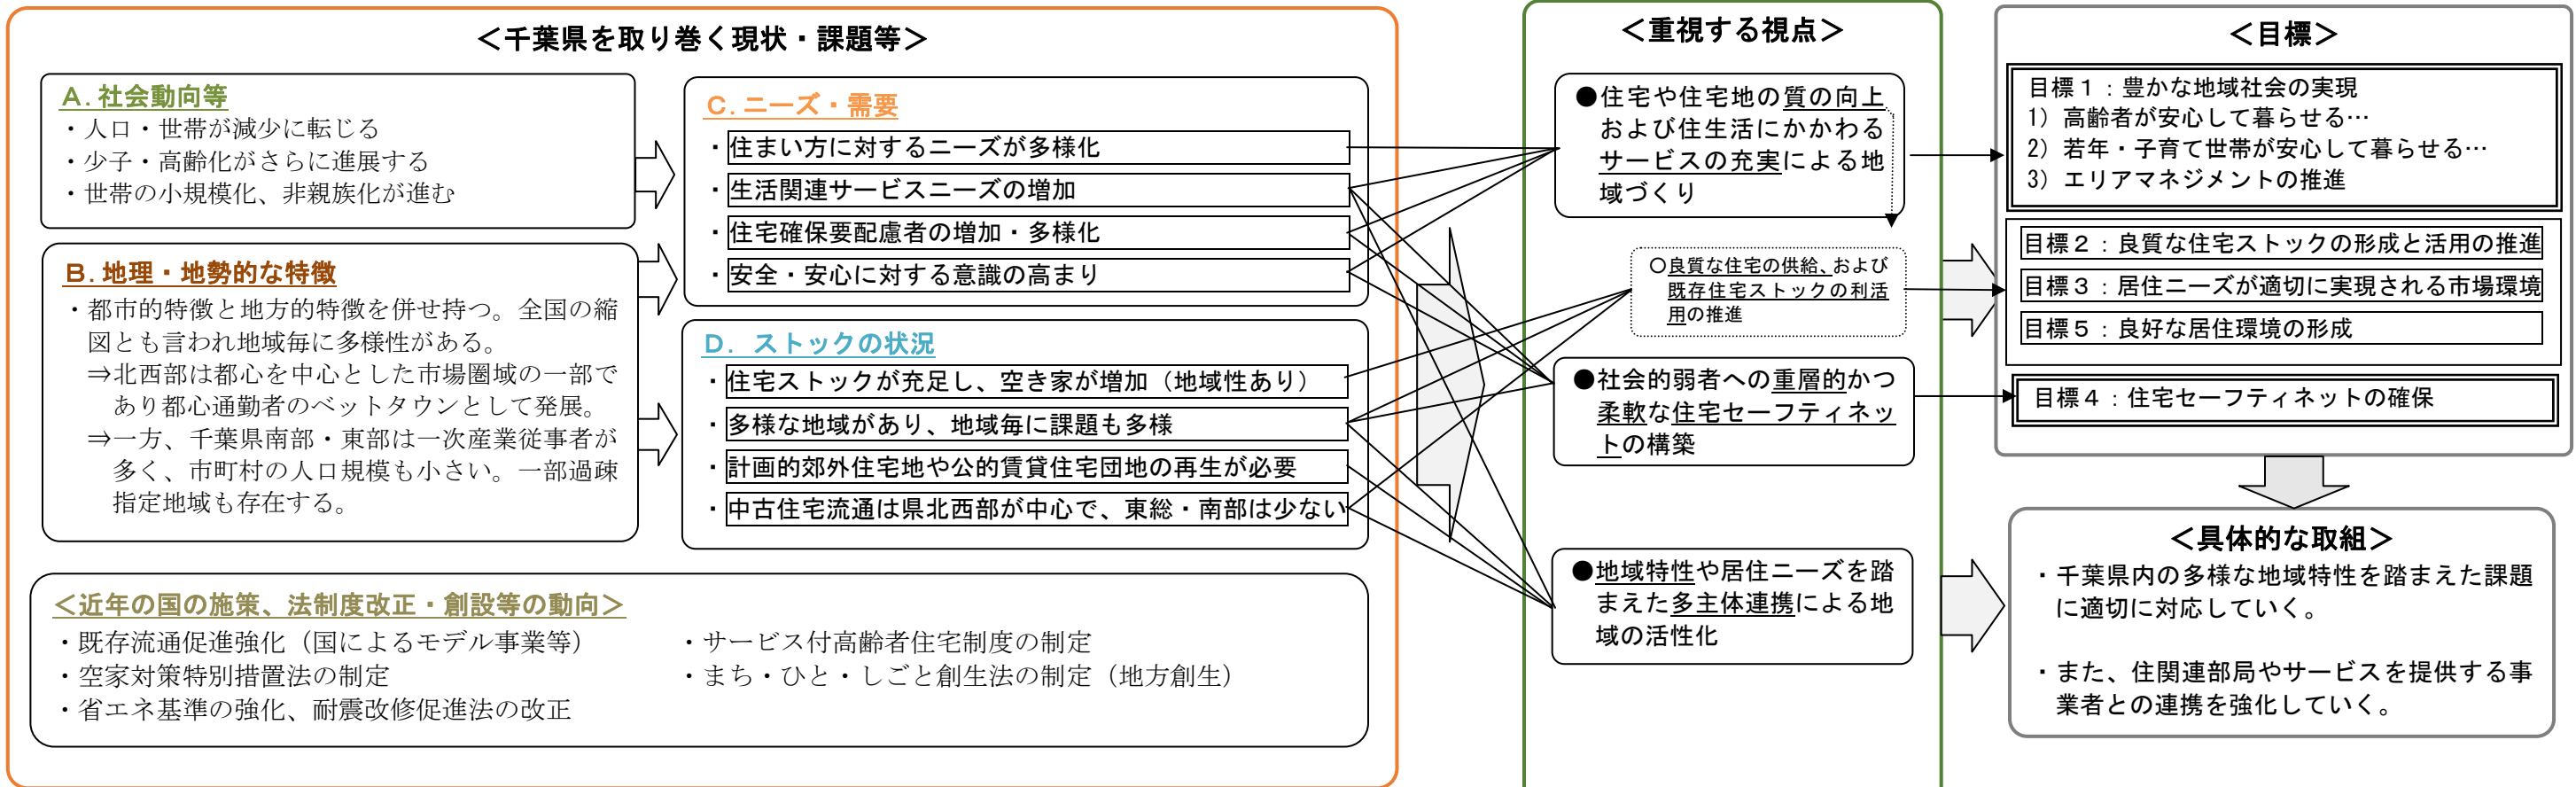 ＜千葉県を取り巻く現状・課題等＞
Ａ.社会動向等
・人口・世帯が減少に転じる
・少子・高齢化がさらに進展する
・世帯の小規模化、非親族化が進む
Ｂ.地理・地勢的な特徴
・都市的特徴と地方的特徴を併せ持つ。全国の縮
図とも言われ地域毎に多様性がある。
⇒北西部は都心を中心とした市場圏域の一部で
あり都心通勤者のベットタウンとして発展。
⇒一方、千葉県南部・東部は一次産業従事者が
多く、市町村の人口規模も小さい。一部過疎
指定地域も存在する。
Ｃ.ニーズ・需要
・住まい方に対するニーズが多様化
・生活関連サービスニーズの増加
・住宅確保要配慮者の増加・多様化
・安全・安心に対する意識の高まり
Ｄ．ストックの状況
・住宅ストックが充足し、空き家が増加（地域性あり）
・多様な地域があり、地域毎に課題も多様
・計画的郊外住宅地や公的賃貸住宅団地の再生が必要
・中古住宅流通は県北西部が中心で、東総・南部は少ない
＜近年の国の施策、法制度改正・創設等の動向＞
・既存流通促進強化（国によるモデル事業等）
・空家対策特別措置法の制定
・省エネ基準の強化、耐震改修促進法の改正
・サービス付高齢者住宅制度の制定
・まち・ひと・しごと創生法の制定（地方創生）
＜重視する視点＞
●住宅や住宅地の質の向上
および住生活にかかわる
サービスの充実による地
域づくり
○良質な住宅の供給、および
既存住宅ストックの利活
用の推進
●社会的弱者への重層的かつ
柔軟な住宅セーフティネッ
トの構築
●地域特性や居住ニーズを踏
まえた多主体連携による地
域の活性化
＜目標＞
目標１：豊かな地域社会の実現
1）高齢者が安心して暮らせる…
2）若年・子育て世帯が安心して暮らせる…
3）エリアマネジメントの推進
目標２：良質な住宅ストックの形成と活用の推進
目標３：居住ニーズが適切に実現される市場環境
目標５：良好な居住環境の形成
目標４：住宅セーフティネットの確保
＜具体的な取組＞
・千葉県内の多様な地域特性を踏まえた課題
に適切に対応していく。
・また、住関連部局やサービスを提供する事
業者との連携を強化していく。